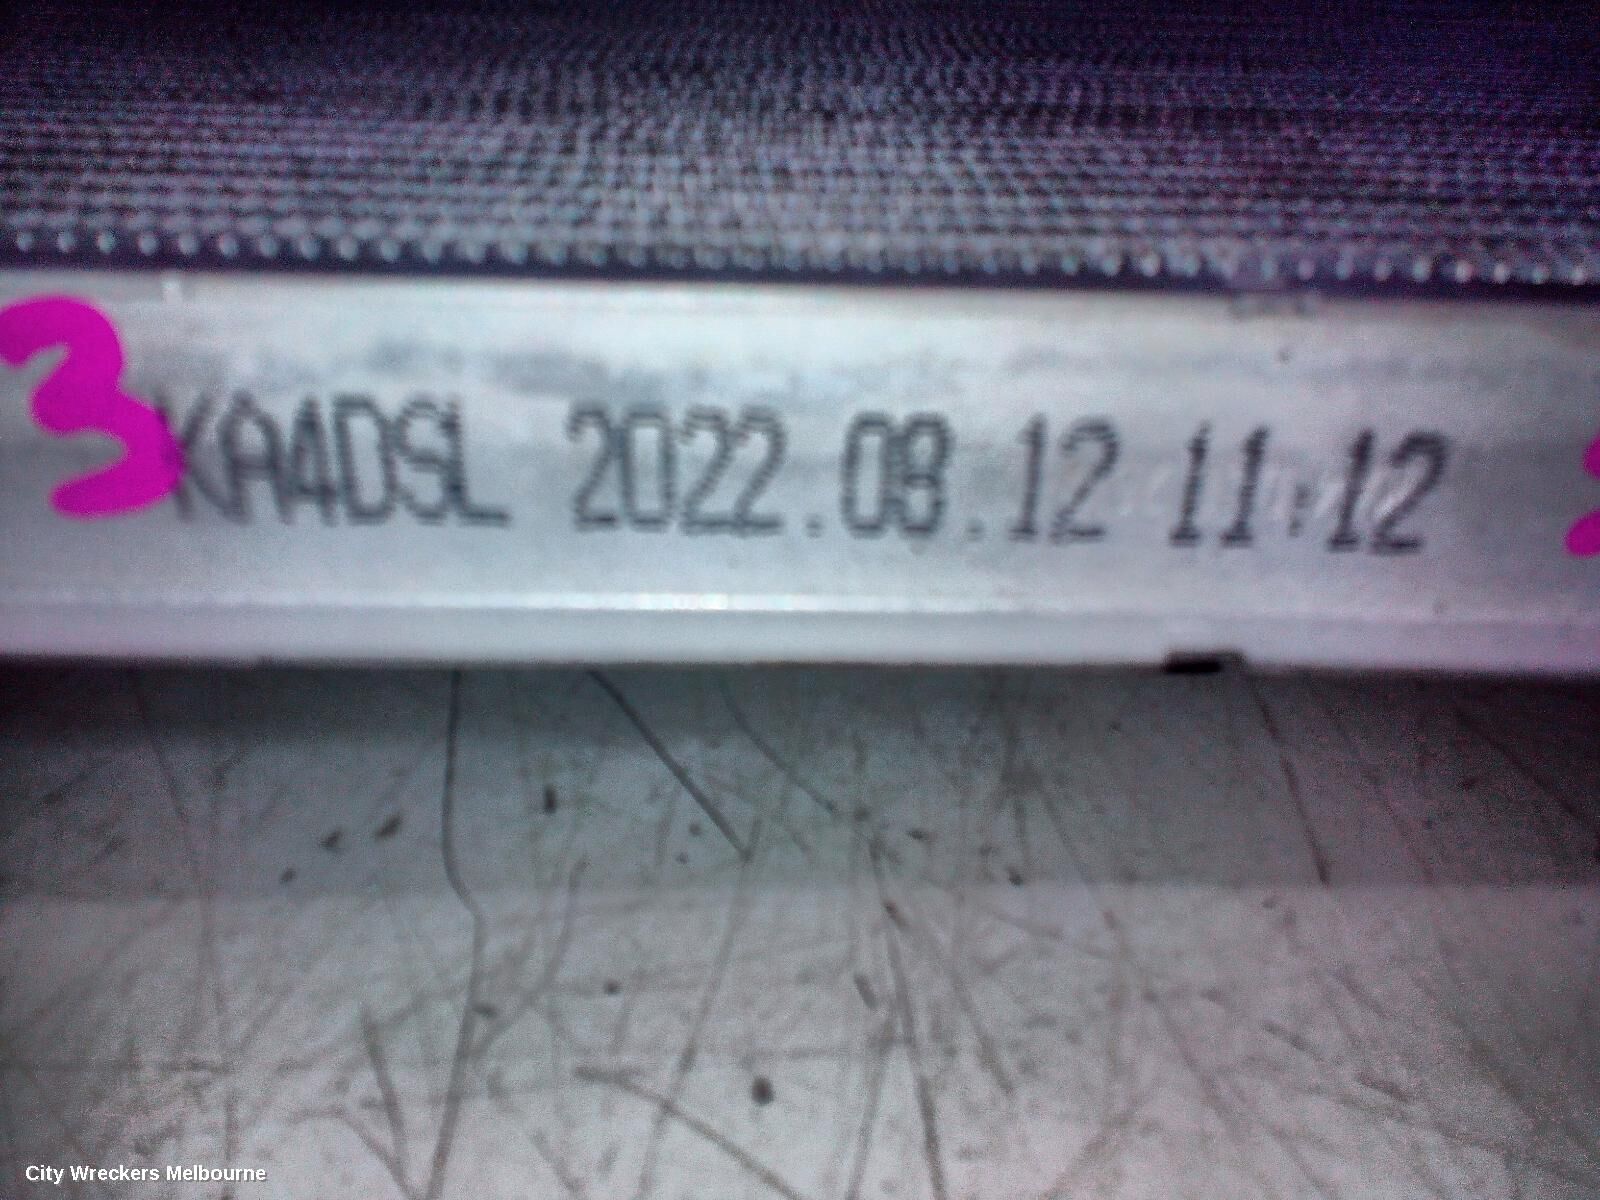 3 KA4DSL 2022.08.12 11:12
City Wreckers Melbourne